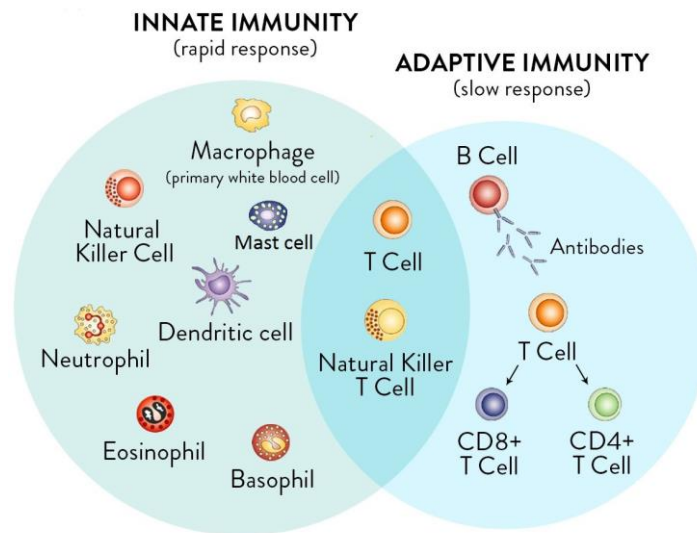 INNATE IMMUNITY
(rapid response)
ADAPTIVE IMMUNITY
(slow response)
Macrophage
(primary white blood cell)
Natural
Killer Cell
Mast cell
Dendritic cell
Neutrophil
Eosinophil
Basophil
T Cell
Natural Killer
T Cell
B Cell
Antibodies
T Cell
CD8+
T Cell
CD4+
T Cell